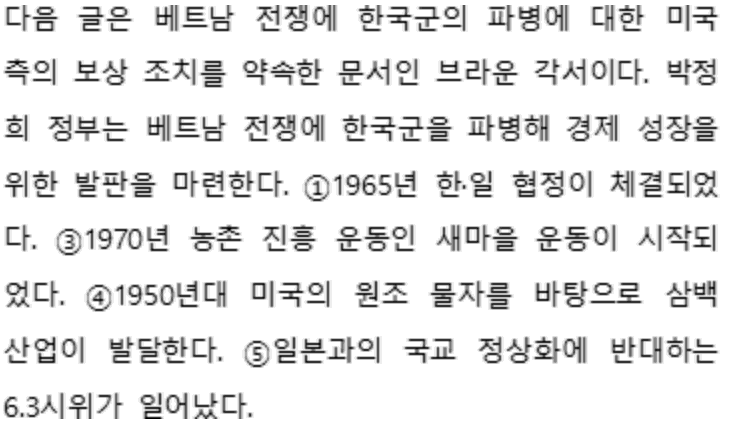 다음 글은 베트남 전쟁에 한국군의 파병에 대한 미국
측의 보상 조치를 약속한 문서인 브라운 각서이다. 박정
희 정부는 베트남 전쟁에 한국군을 파병해 경제 성장을
위한 발판을 마련한다. ①1965년 한·일 협정이 체결되었
다. ③1970년 농촌 진흥 운동인 새마을 운동이 시작되
었다. ④1950년대 미국의 원조 물자를 바탕으로 삼백
산업이 발달한다. ⑤일본과의 국교 정상화에 반대하는
6.3시위가 일어났다.